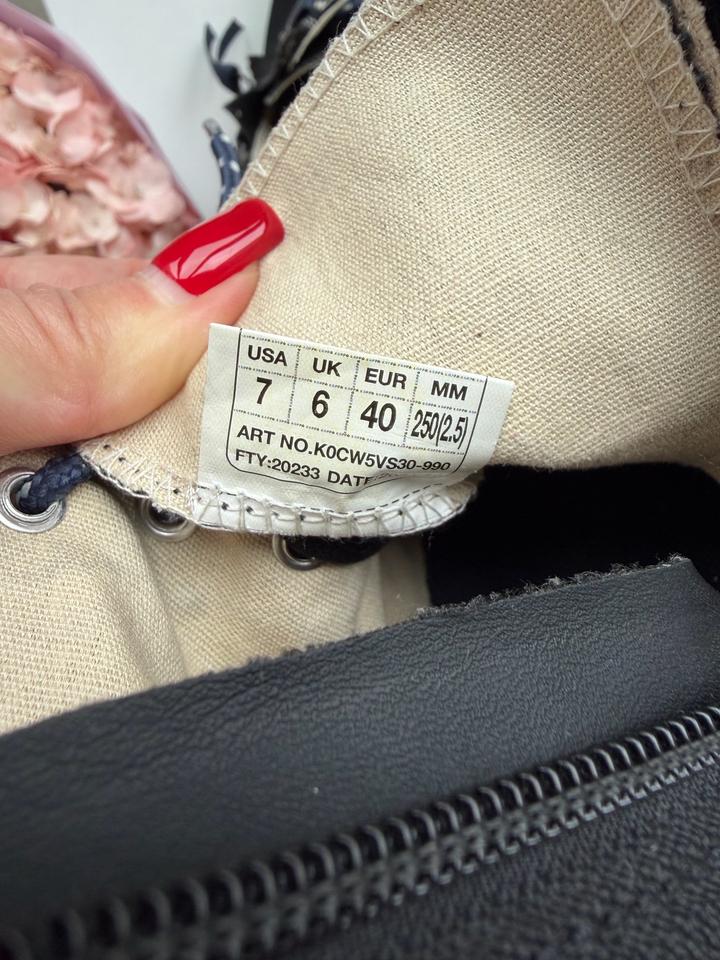 USA UK EUR MM
7 6 40 250(2.5)
ART NO.K0CW5VS30-990
FTY:20233 DATE